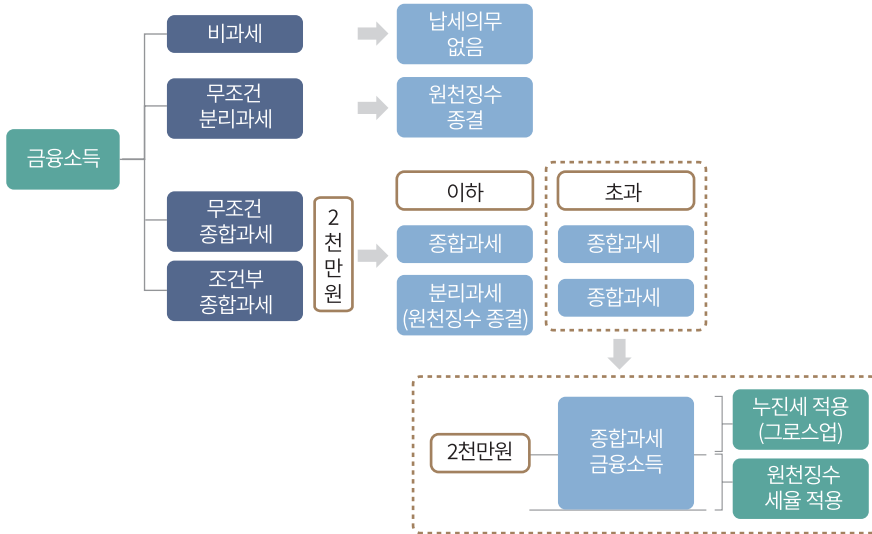 비과세
납세의무
없음
무조건
분리과세
원천징수
종결
금융소득
무조건
종합과세
조건부
종합과세
2
천
만
원
이하
초과
종합과세
종합과세
분리과세
(원천징수 종결)
종합과세
2천만원
종합과세
금융소득
누진세 적용
(그로스업)
원천징수
세율 적용